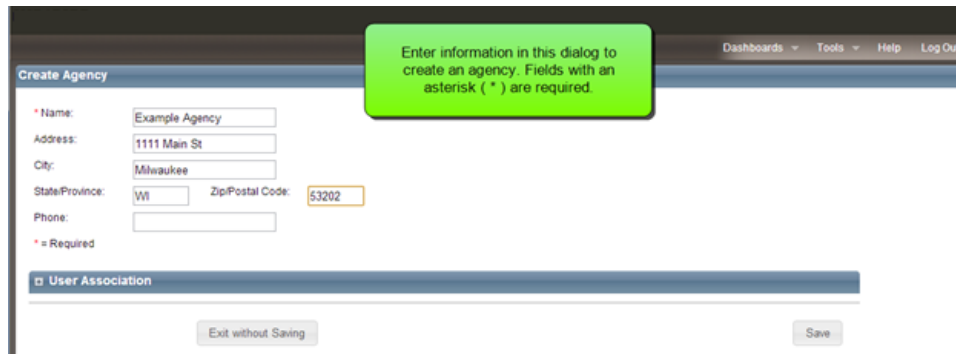 Enter information in this dialog to
create an agency. Fields with an
asterisk ( * ) are required.
Dashboards Tools Help Log Ou
Create Agency
* Name: Example Agency
Address: 1111 Main St
City: Milwaukee
State/Province: WI Zip/Postal Code: 53202
Phone:
* = Required
User Association
Exit without Saving Save